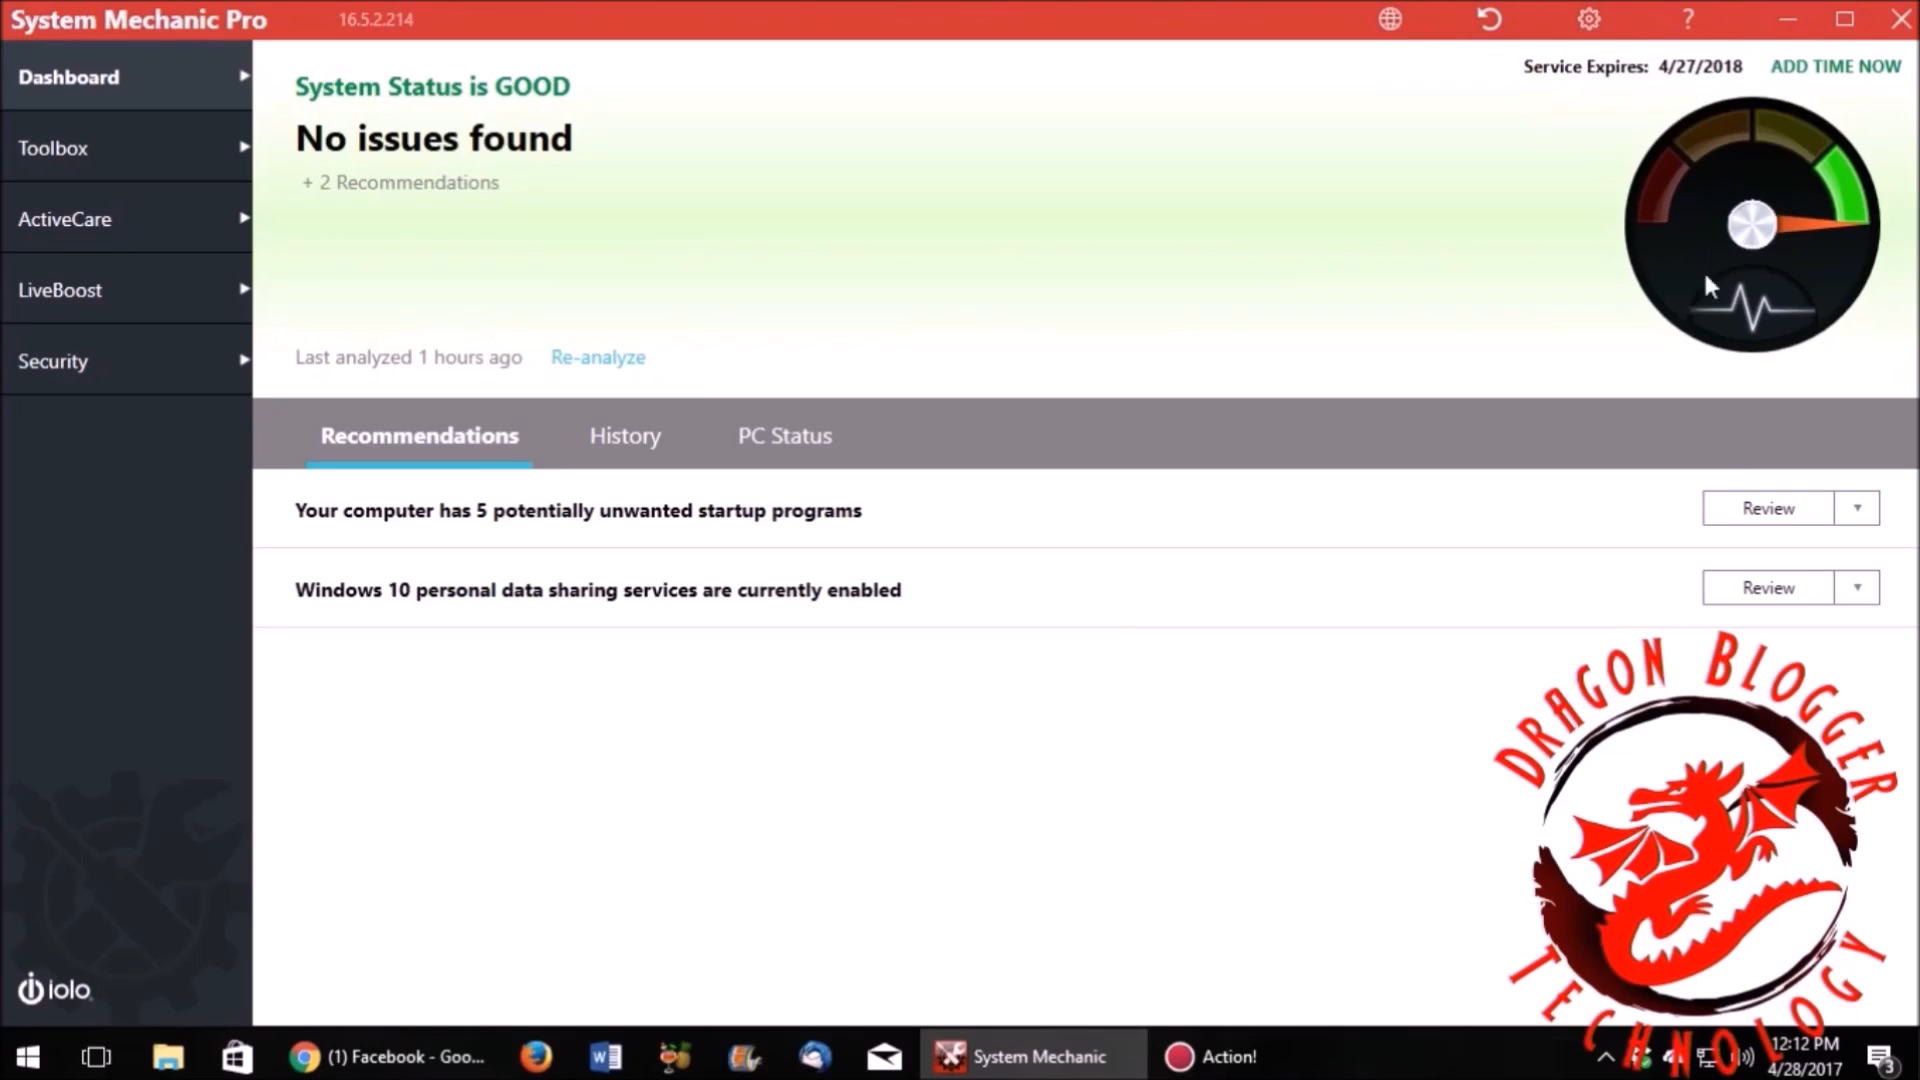 System Mechanic Pro 16.5.2.214 ?
Dashboard
Toolbox
ActiveCare
LiveBoost
Security
iolo
Service Expires: 4/27/2018 ADD TIME NOW
System Status is GOOD
No issues found
+ 2 Recommendations
Last analyzed 1 hours ago Re-analyze
Recommendations History PC Status
Your computer has 5 potentially unwanted startup programs Review
Windows 10 personal data sharing services are currently enabled Review
DRAGON BLOGGER
TECHNOLOGY
(1) Facebook - Goo... System Mechanic Action!
12:12 PM
4/28/2017
3